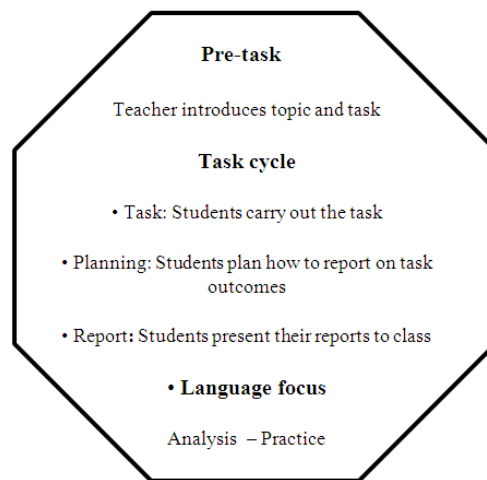 Pre-task
Teacher introduces topic and task
Task cycle
• Task: Students carry out the task
• Planning: Students plan how to report on task
outcomes
• Report: Students present their reports to class
• Language focus
Analysis – Practice